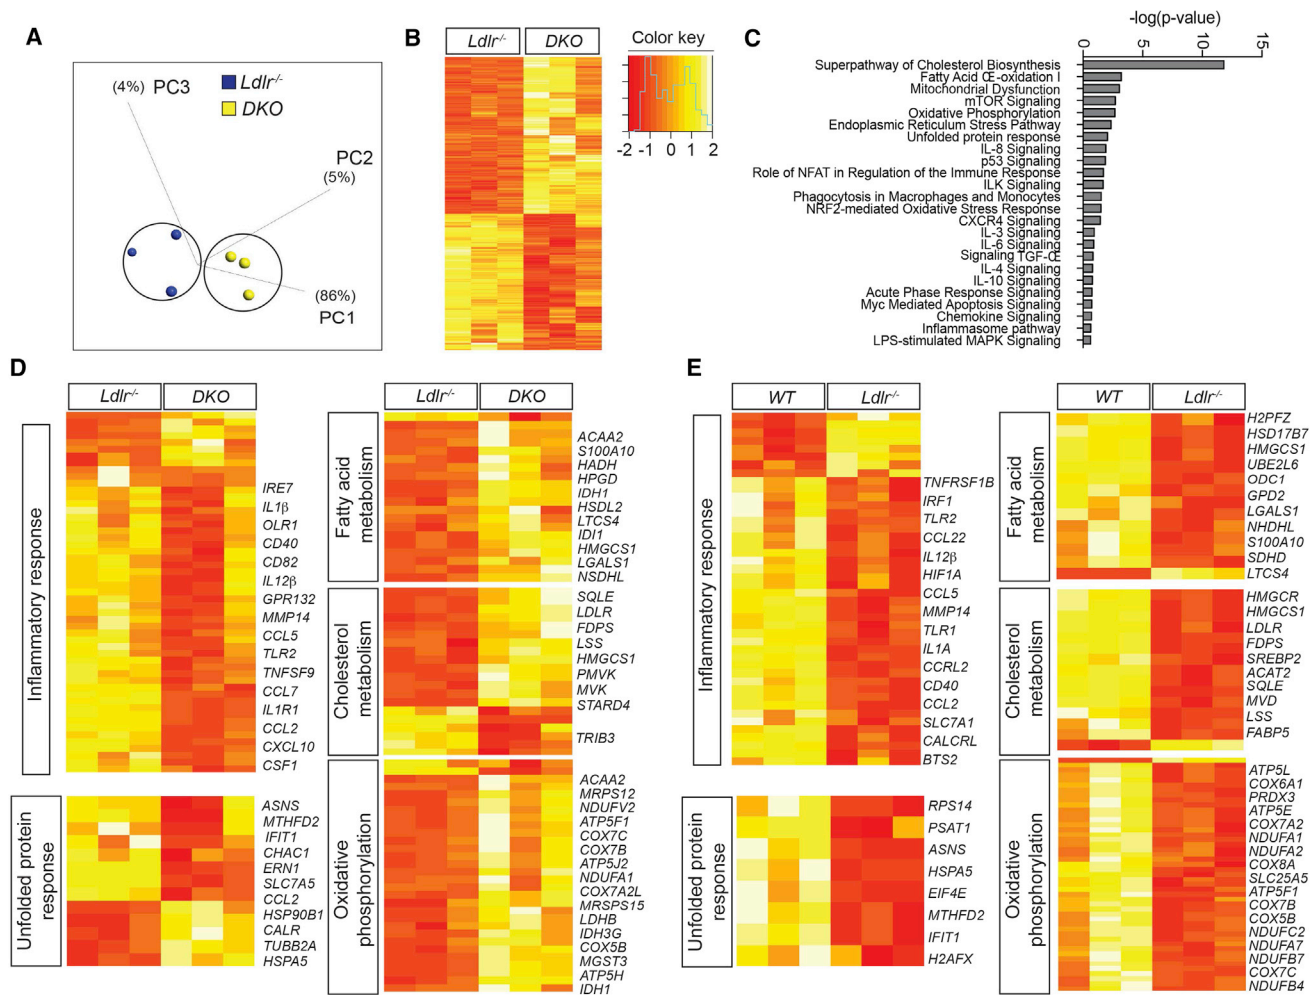 A
Ldlr-/-
DKO
(4%) PC3
PC2
(5%)
(86%)
PC1
B
Ldlr-/- DKO
Color key
-2 -1 0 1 2
C
-log(p-value)
0 5 10 15
Superpathway of Cholesterol Biosynthesis
Fatty Acid Œ-oxidation I
Mitochondrial Dysfunction
mTOR Signaling
Oxidative Phosphorylation
Endoplasmic Reticulum Stress Pathway
Unfolded protein response
IL-8 Signaling
p53 Signaling
Role of NFAT in Regulation of the Immune Response
ILK Signaling
Phagocytosis in Macrophages and Monocytes
NRF2-mediated Oxidative Stress Response
CXCR4 Signaling
IL-3 Signaling
IL-6 Signaling
Signaling TGF-Œ
IL-4 Signaling
IL-10 Signaling
Acute Phase Response Signaling
Myc Mediated Apoptosis Signaling
Chemokine Signaling
Inflammasome pathway
LPS-stimulated MAPK Signaling
D
Ldlr-/- DKO
Inflammatory response
IRE7
IL1β
OLR1
CD40
CD82
IL12β
GPR132
MMP14
CCL5
TLR2
TNFSF9
CCL7
IL1R1
CCL2
CXCL10
CSF1
Unfolded protein
response
ASNS
MTHFD2
IFIT1
CHAC1
ERN1
SLC7A5
CCL2
HSP90B1
CALR
TUBB2A
HSPA5
Ldlr-/- DKO
Fatty acid
metabolism
ACAA2
S100A10
HADH
HPGD
IDH1
HSDL2
LTCS4
IDI1
HMGCS1
LGALS1
NSDHL
Cholesterol
metabolism
SQLE
LDLR
FDPS
LSS
HMGCS1
PMVK
MVK
STARD4
TRIB3
Oxidative
phosphorylation
ACAA2
MRPS12
NDUFV2
ATP5F1
COX7C
COX7B
ATP5J2
NDUFA1
COX7A2L
MRSPS15
LDHB
IDH3G
COX5B
MGST3
ATP5H
IDH1
E
WT Ldlr-/-
Inflammatory response
TNFRSF1B
IRF1
TLR2
CCL22
IL12β
HIF1A
CCL5
MMP14
TLR1
IL1A
CCRL2
CD40
CCL2
SLC7A1
CALCRL
BTS2
Unfolded protein
response
RPS14
PSAT1
ASNS
HSPA5
EIF4E
MTHFD2
IFIT1
H2AFX
WT Ldlr-/-
Fatty acid
metabolism
H2PFZ
HSD17B7
HMGCS1
UBE2L6
ODC1
GPD2
LGALS1
NHDHL
S100A10
SDHD
LTCS4
Cholesterol
metabolism
HMGCR
HMGCS1
LDLR
FDPS
SREBP2
ACAT2
SQLE
MVD
LSS
FABP5
Oxidative
phosphorylation
ATP5L
COX6A1
PRDX3
ATP5E
COX7A2
NDUFA1
NDUFA2
COX8A
SLC25A5
ATP5F1
COX7B
COX5B
NDUFC2
NDUFA7
NDUFB7
COX7C
NDUFB4